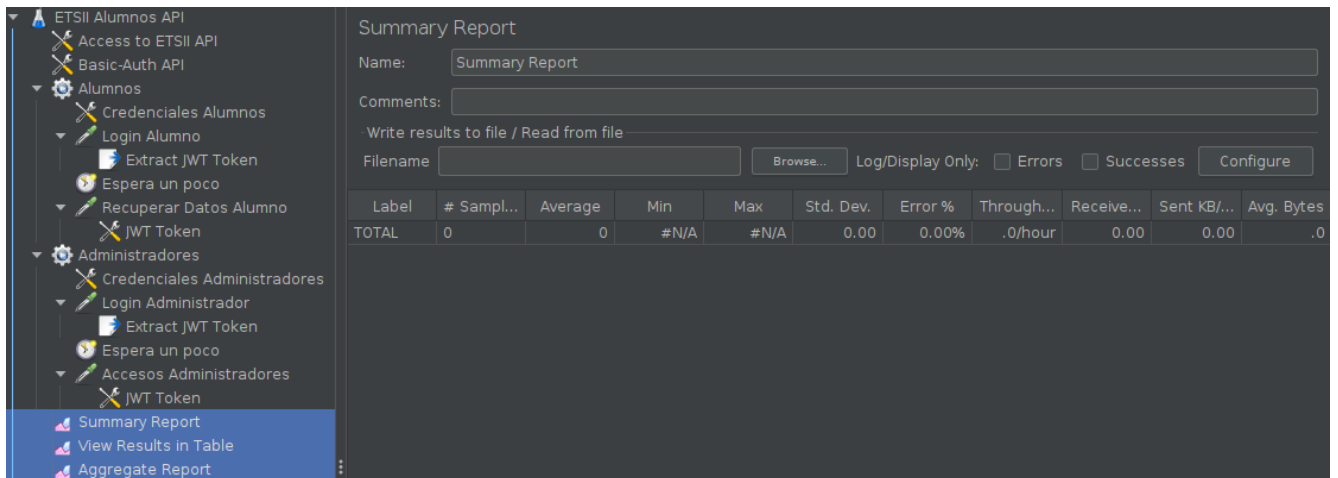 ETSII Alumnos API
Access to ETSII API
Basic-Auth API
Alumnos
Credenciales Alumnos
Login Alumno
Extract JWT Token
Espera un poco
Recuperar Datos Alumno
JWT Token
Administradores
Credenciales Administradores
Login Administrador
Extract JWT Token
Espera un poco
Accesos Administradores
JWT Token
Summary Report
View Results in Table
Aggregate Report
Summary Report
Name: Summary Report
Comments:
Write results to file / Read from file
Filename Browse... Log/Display Only: Errors Successes Configure
Label # Sampl... Average Min Max Std. Dev. Error % Through... Receive... Sent KB/... Avg. Bytes
TOTAL 0 0 #N/A #N/A 0.00 0.00% .0/hour 0.00 0.00 .0